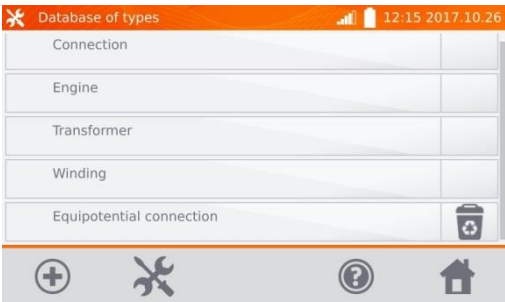 Database of types 12:15 2017.10.26
Connection
Engine
Transformer
Winding
Equipotential connection